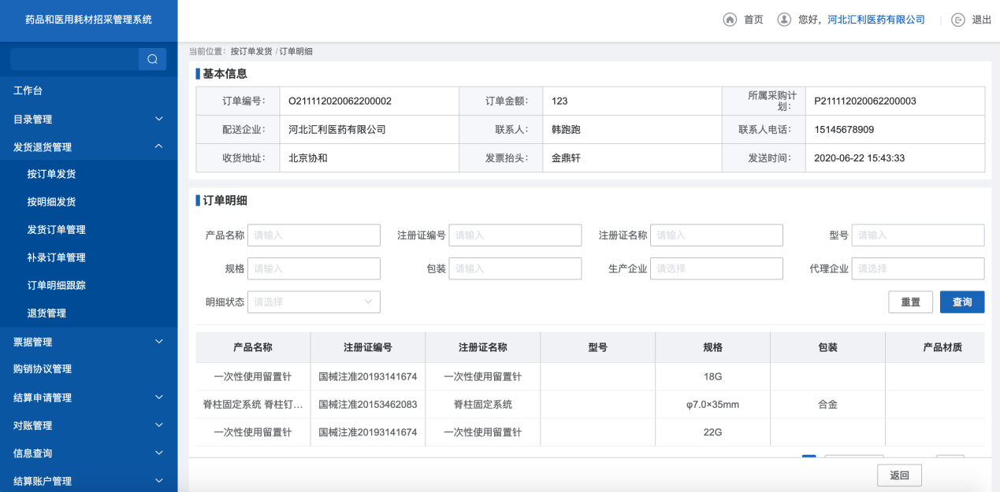 药品和医用耗材招采管理系统
首页 您好，河北汇利医药有限公司 退出
当前位置： 按订单发货 / 订单明细
工作台
目录管理
发货退货管理
按订单发货
按明细发货
发货订单管理
补录订单管理
订单明细跟踪
退货管理
票据管理
购销协议管理
结算申请管理
对账管理
信息查询
结算账户管理
基本信息
订单编号： O211112020062200002 订单金额： 123 所属采购计划： P211112020062200003
配送企业： 河北汇利医药有限公司 联系人： 韩跑跑 联系人电话： 15145678909
收货地址： 北京协和 发票抬头： 金鼎轩 发送时间： 2020-06-22 15:43:33
订单明细
产品名称 请输入 注册证编号 请输入 注册证名称 请输入 型号 请输入
规格 请输入 包装 请输入 生产企业 请选择 代理企业 请选择
明细状态 请选择 重置 查询
产品名称 注册证编号 注册证名称 型号 规格 包装 产品材质
一次性使用留置针 国械注准20193141674 一次性使用留置针 18G
脊柱固定系统 脊柱钉... 国械注准20153462083 脊柱固定系统 φ7.0×35mm 合金
一次性使用留置针 国械注准20193141674 一次性使用留置针 22G
返回